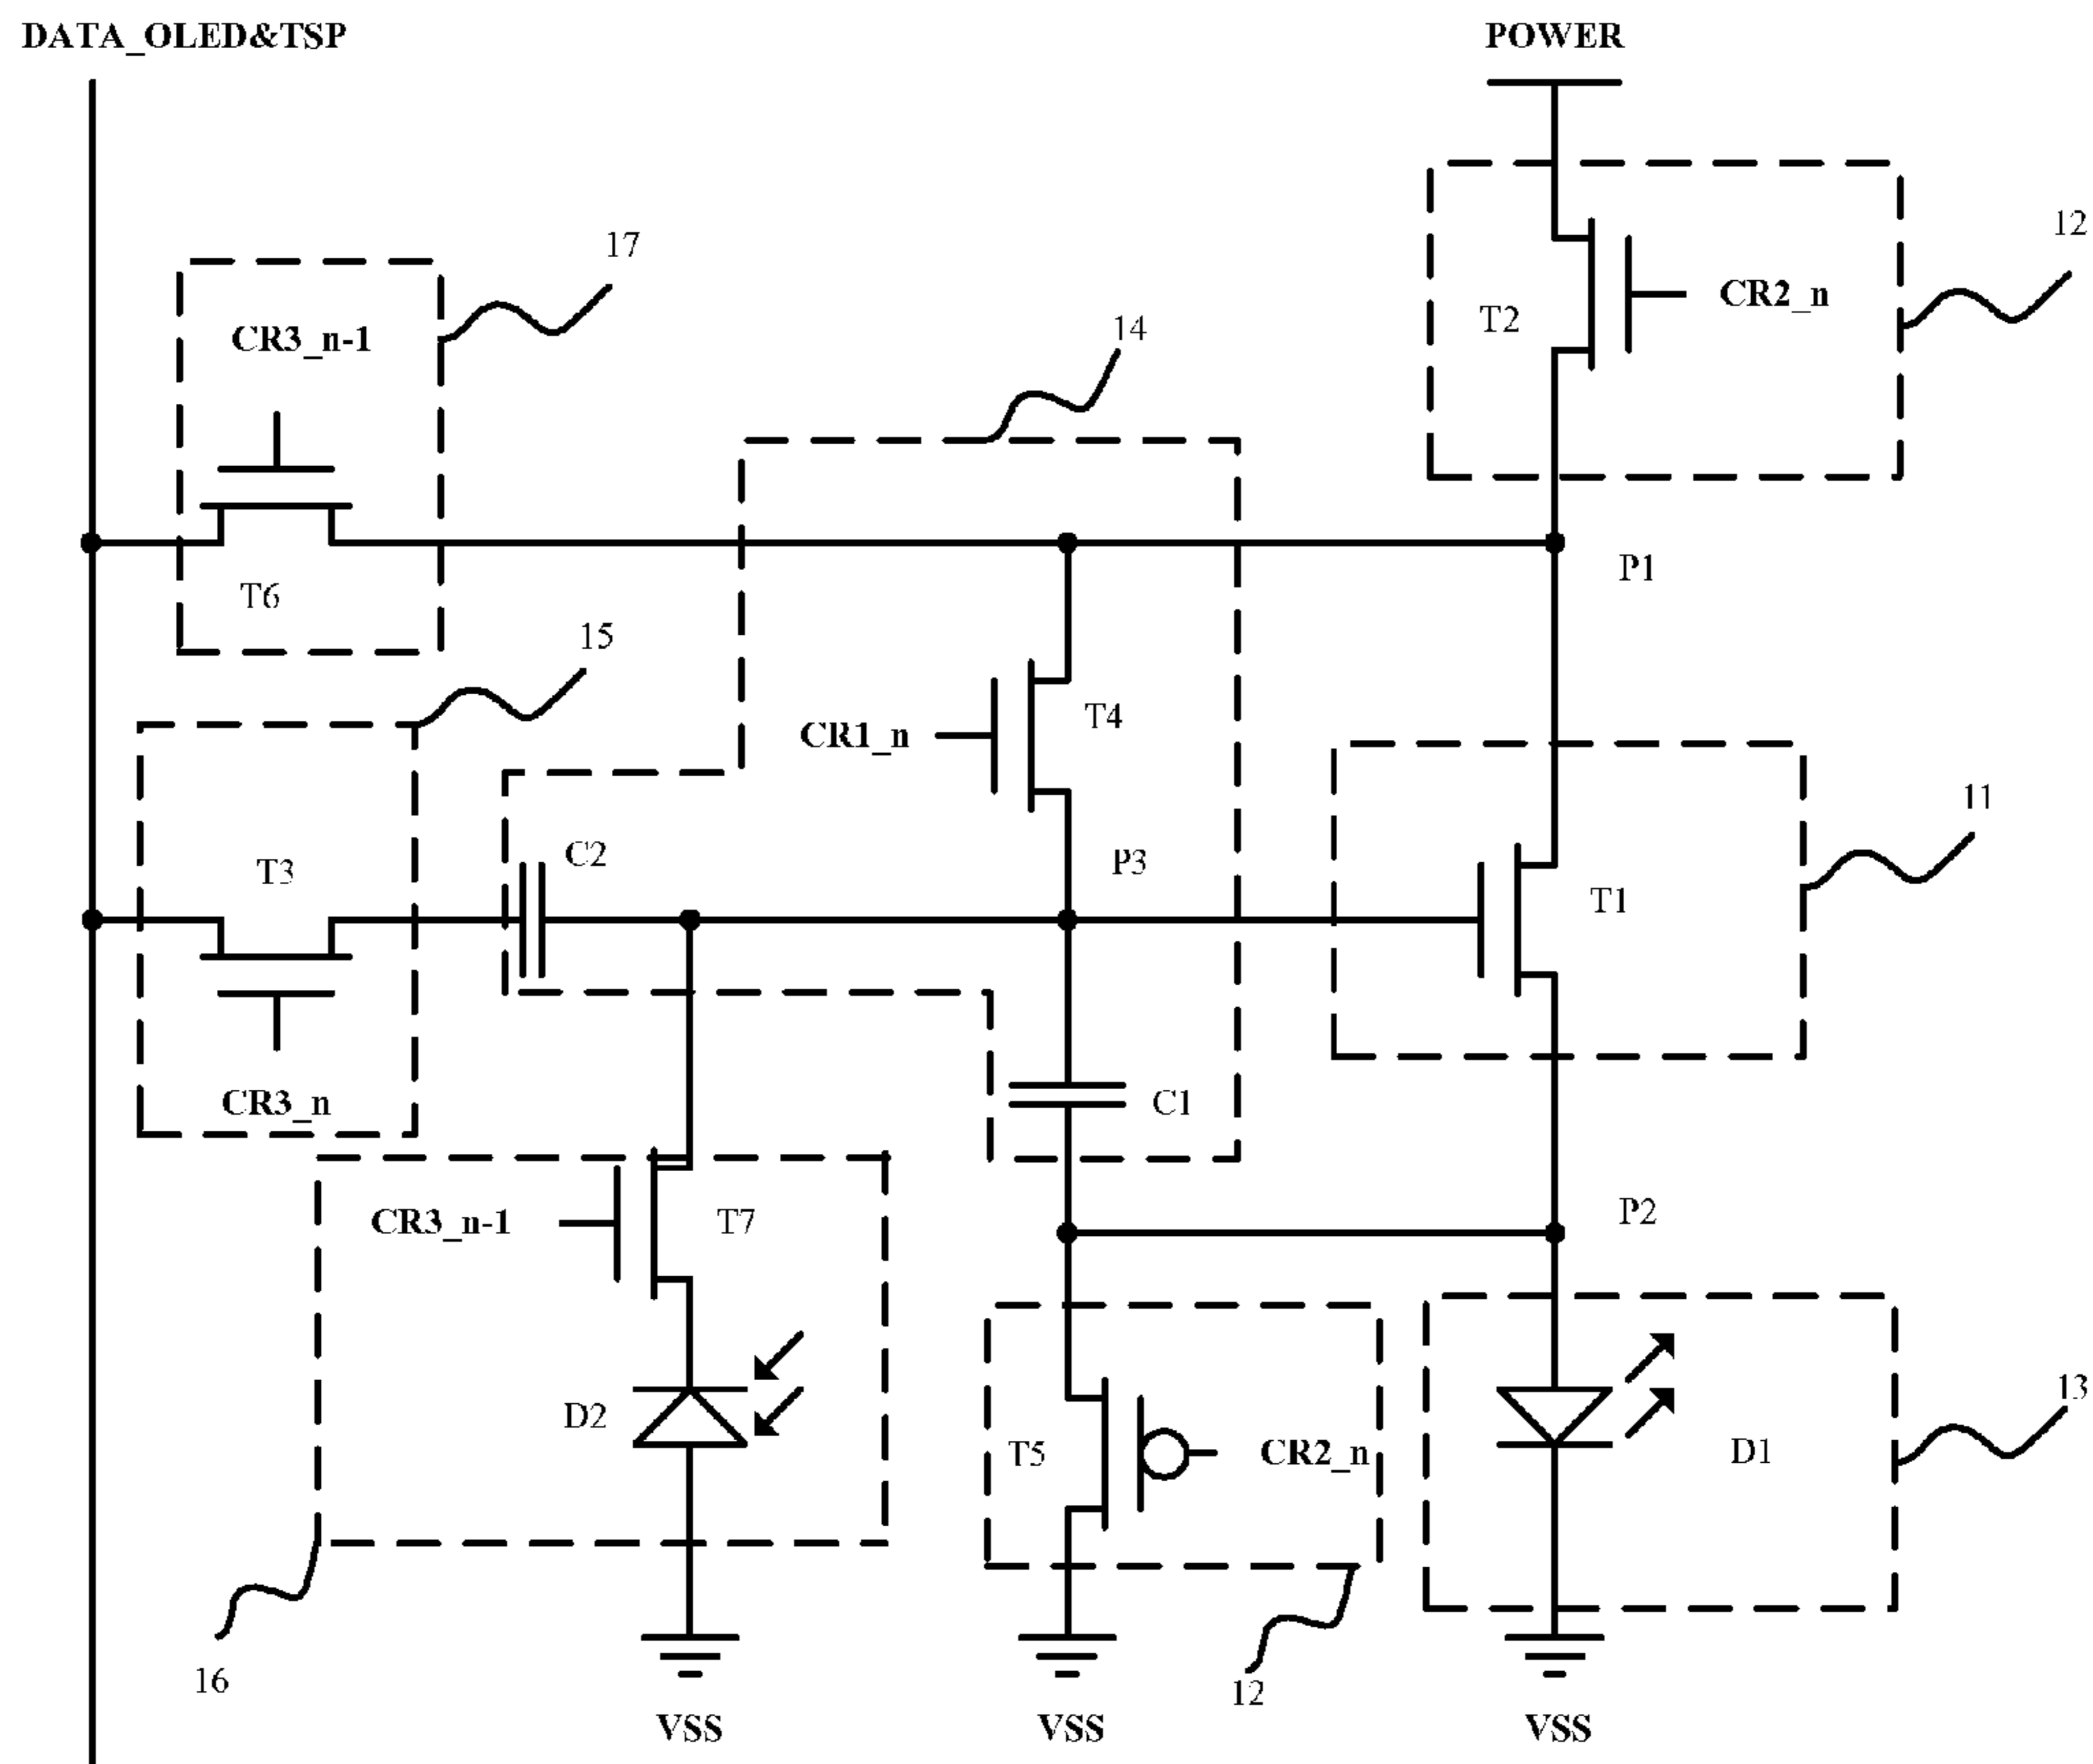 DATA_OLED&TSP
POWER
12
17
CR2_n
T2
14
CR3_n-1
P1
T6
15
T4
CR1_n
11
C2
P3
T3
T1
C1
CR3_n
P2
T7
CR3_n-1
13
D2
T5
CR2_n
D1
16
12
VSS
VSS
VSS